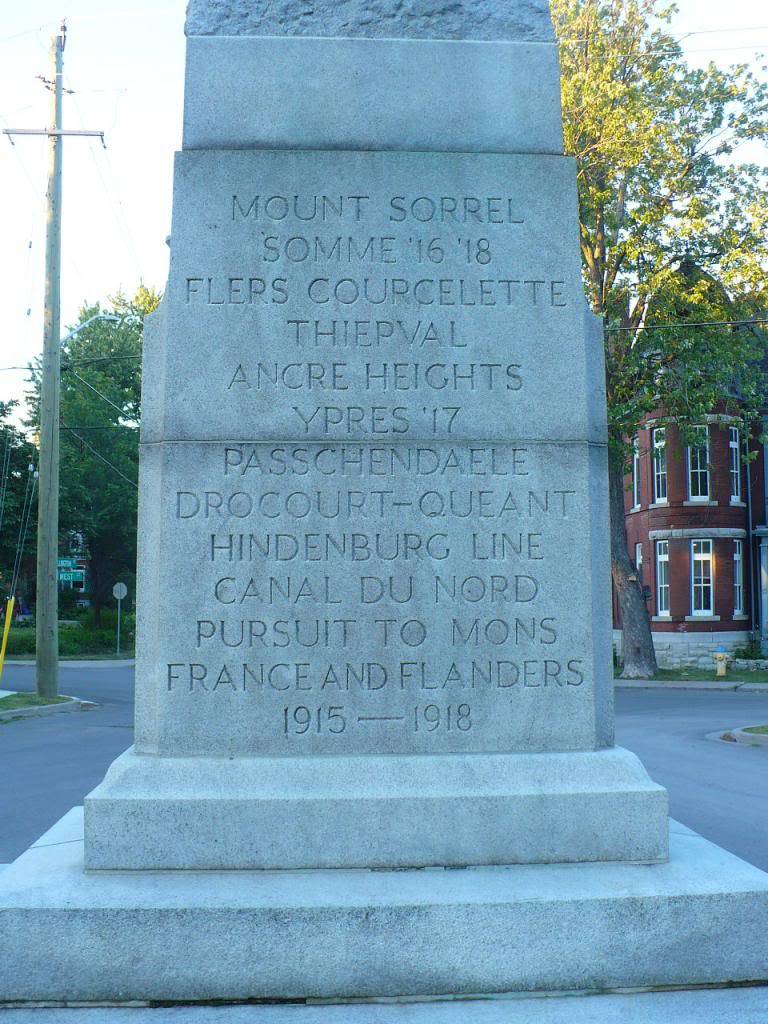 MOUNT SORREL
SOMME '16 '18
FLERS COURCELETTE
THIEPVAL
ANCRE HEIGHTS
YPRES '17
PASSCHENDAELE
DROCOURT-QUEANT
HINDENBURG LINE
CANAL DU NORD
PURSUIT TO MONS
FRANCE AND FLANDERS
1915 — 1918
WEST